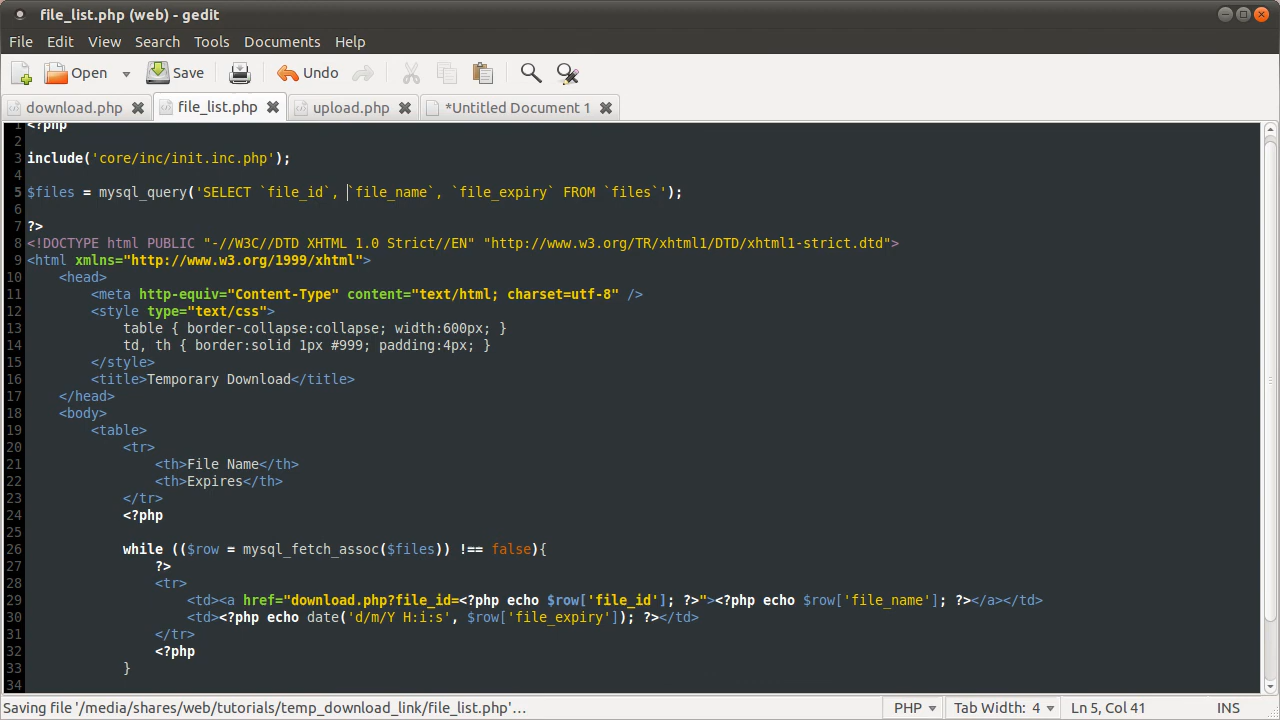 file_list.php (web) - gedit
File Edit View Search Tools Documents Help
Open Save Undo
download.php file_list.php upload.php *Untitled Document 1
1 <?php
2
3 include('core/inc/init.inc.php');
4
5 $files = mysql_query('SELECT `file_id`, `file_name`, `file_expiry` FROM `files`');
6
7 ?>
8 <!DOCTYPE html PUBLIC "-//W3C//DTD XHTML 1.0 Strict//EN" "http://www.w3.org/TR/xhtml1/DTD/xhtml1-strict.dtd">
9 <html xmlns="http://www.w3.org/1999/xhtml">
10 <head>
11 <meta http-equiv="Content-Type" content="text/html; charset=utf-8" />
12 <style type="text/css">
13 table { border-collapse:collapse; width:600px; }
14 td, th { border:solid 1px #999; padding:4px; }
15 </style>
16 <title>Temporary Download</title>
17 </head>
18 <body>
19 <table>
20 <tr>
21 <th>File Name</th>
22 <th>Expires</th>
23 </tr>
24 <?php
25
26 while (($row = mysql_fetch_assoc($files)) !== false){
27 ?>
28 <tr>
29 <td><a href="download.php?file_id=<?php echo $row['file_id']; ?>"><?php echo $row['file_name']; ?></a></td>
30 <td><?php echo date('d/m/Y H:i:s', $row['file_expiry']); ?></td>
31 </tr>
32 <?php
33 }
34
Saving file '/media/shares/web/tutorials/temp_download_link/file_list.php'… PHP Tab Width: 4 Ln 5, Col 41 INS